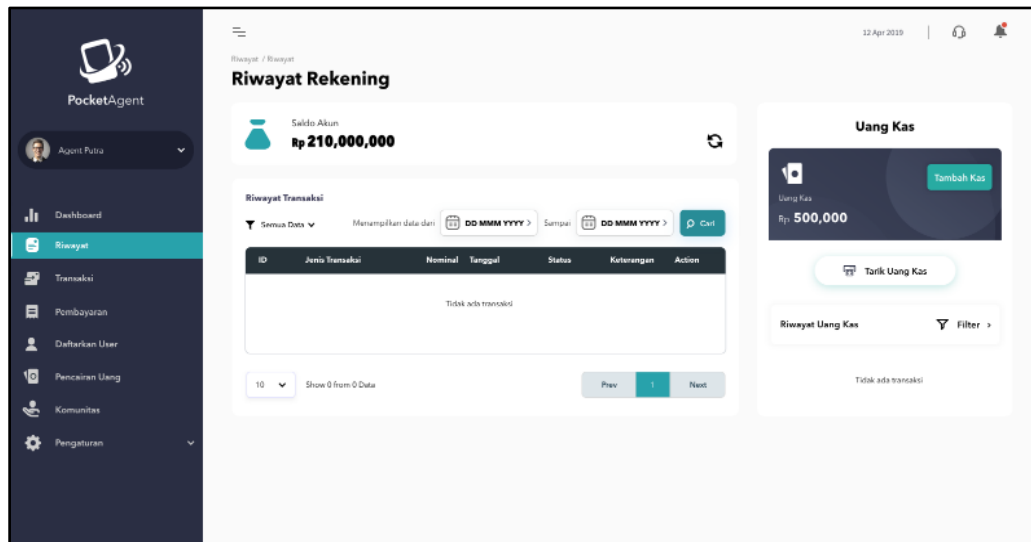 PocketAgent
Agent Putra
Dashboard
Riwayat
Transaksi
Pembayaran
Daftarkan User
Pencairan Uang
Komunitas
Pengaturan
12 Apr 2019
Riwayat / Riwayat
Riwayat Rekening
Saldo Akun
Rp 210,000,000
Riwayat Transaksi
Semua Data Menampilkan data dari DD MMM YYYY > Sampai DD MMM YYYY > Cari
ID Jenis Transaksi Nominal Tanggal Status Keterangan Action
Tidak ada transaksi
10 Show 0 from 0 Data Prev 1 Next
Uang Kas
Tambah Kas
Uang Kas
Rp 500,000
Tarik Uang Kas
Riwayat Uang Kas Filter >
Tidak ada transaksi